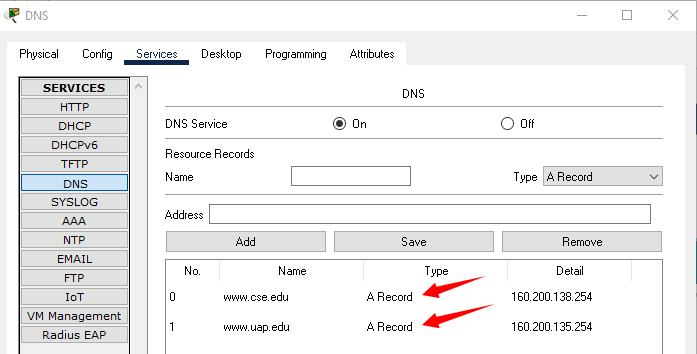 DNS
Physical Config Services Desktop Programming Attributes
SERVICES
HTTP
DHCP
DHCPv6
TFTP
DNS
SYSLOG
AAA
NTP
EMAIL
FTP
IoT
VM Management
Radius EAP
DNS
DNS Service On Off
Resource Records
Name Type A Record
Address
Add Save Remove
No. Name Type Detail
0 www.cse.edu A Record 160.200.138.254
1 www.uap.edu A Record 160.200.135.254